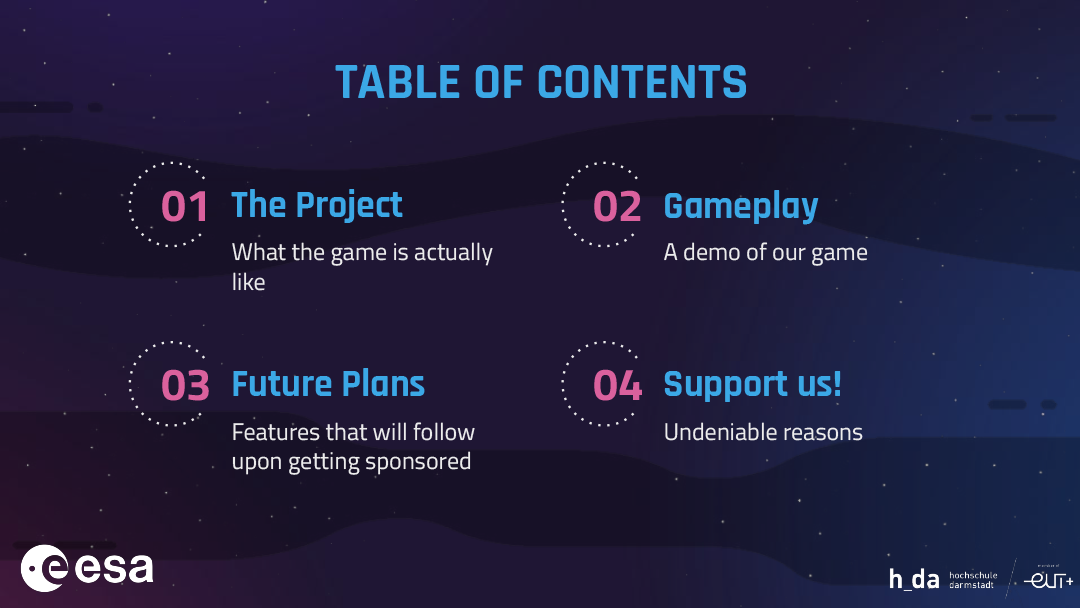 TABLE OF CONTENTS
01 The Project
What the game is actually
like
02 Gameplay
A demo of our game
03 Future Plans
Features that will follow
upon getting sponsored
04 Support us!
Undeniable reasons
esa
h_da
hochschule
darmstadt
member of
EUT+